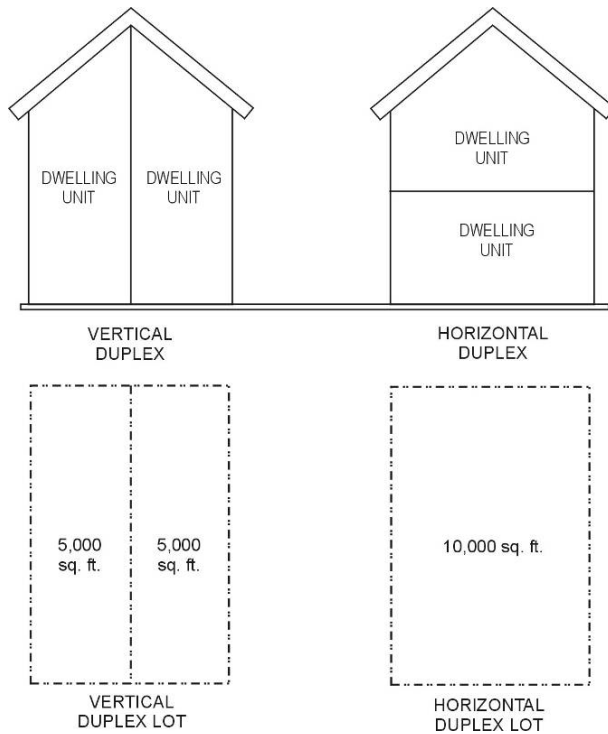 DWELLING
UNIT
DWELLING
UNIT
DWELLING
UNIT
DWELLING
UNIT
VERTICAL
DUPLEX
HORIZONTAL
DUPLEX
5,000
sq. ft.
5,000
sq. ft.
10,000 sq. ft.
VERTICAL
DUPLEX LOT
HORIZONTAL
DUPLEX LOT